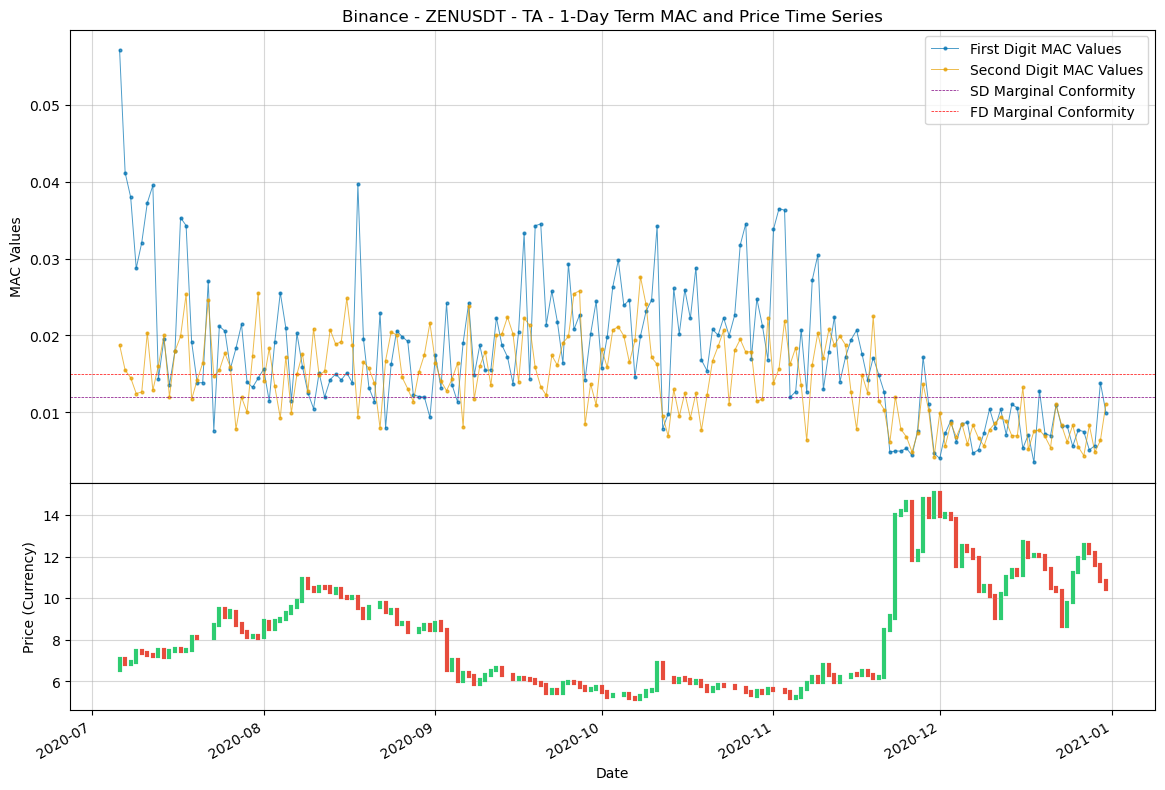 Binance - ZENUSDT - TA - 1-Day Term MAC and Price Time Series
First Digit MAC Values
Second Digit MAC Values
SD Marginal Conformity
FD Marginal Conformity
MAC Values
0.05
0.04
0.03
0.02
0.01
Price (Currency)
14
12
10
8
6
2020-07
2020-08
2020-09
2020-10
2020-11
2020-12
2021-01
Date